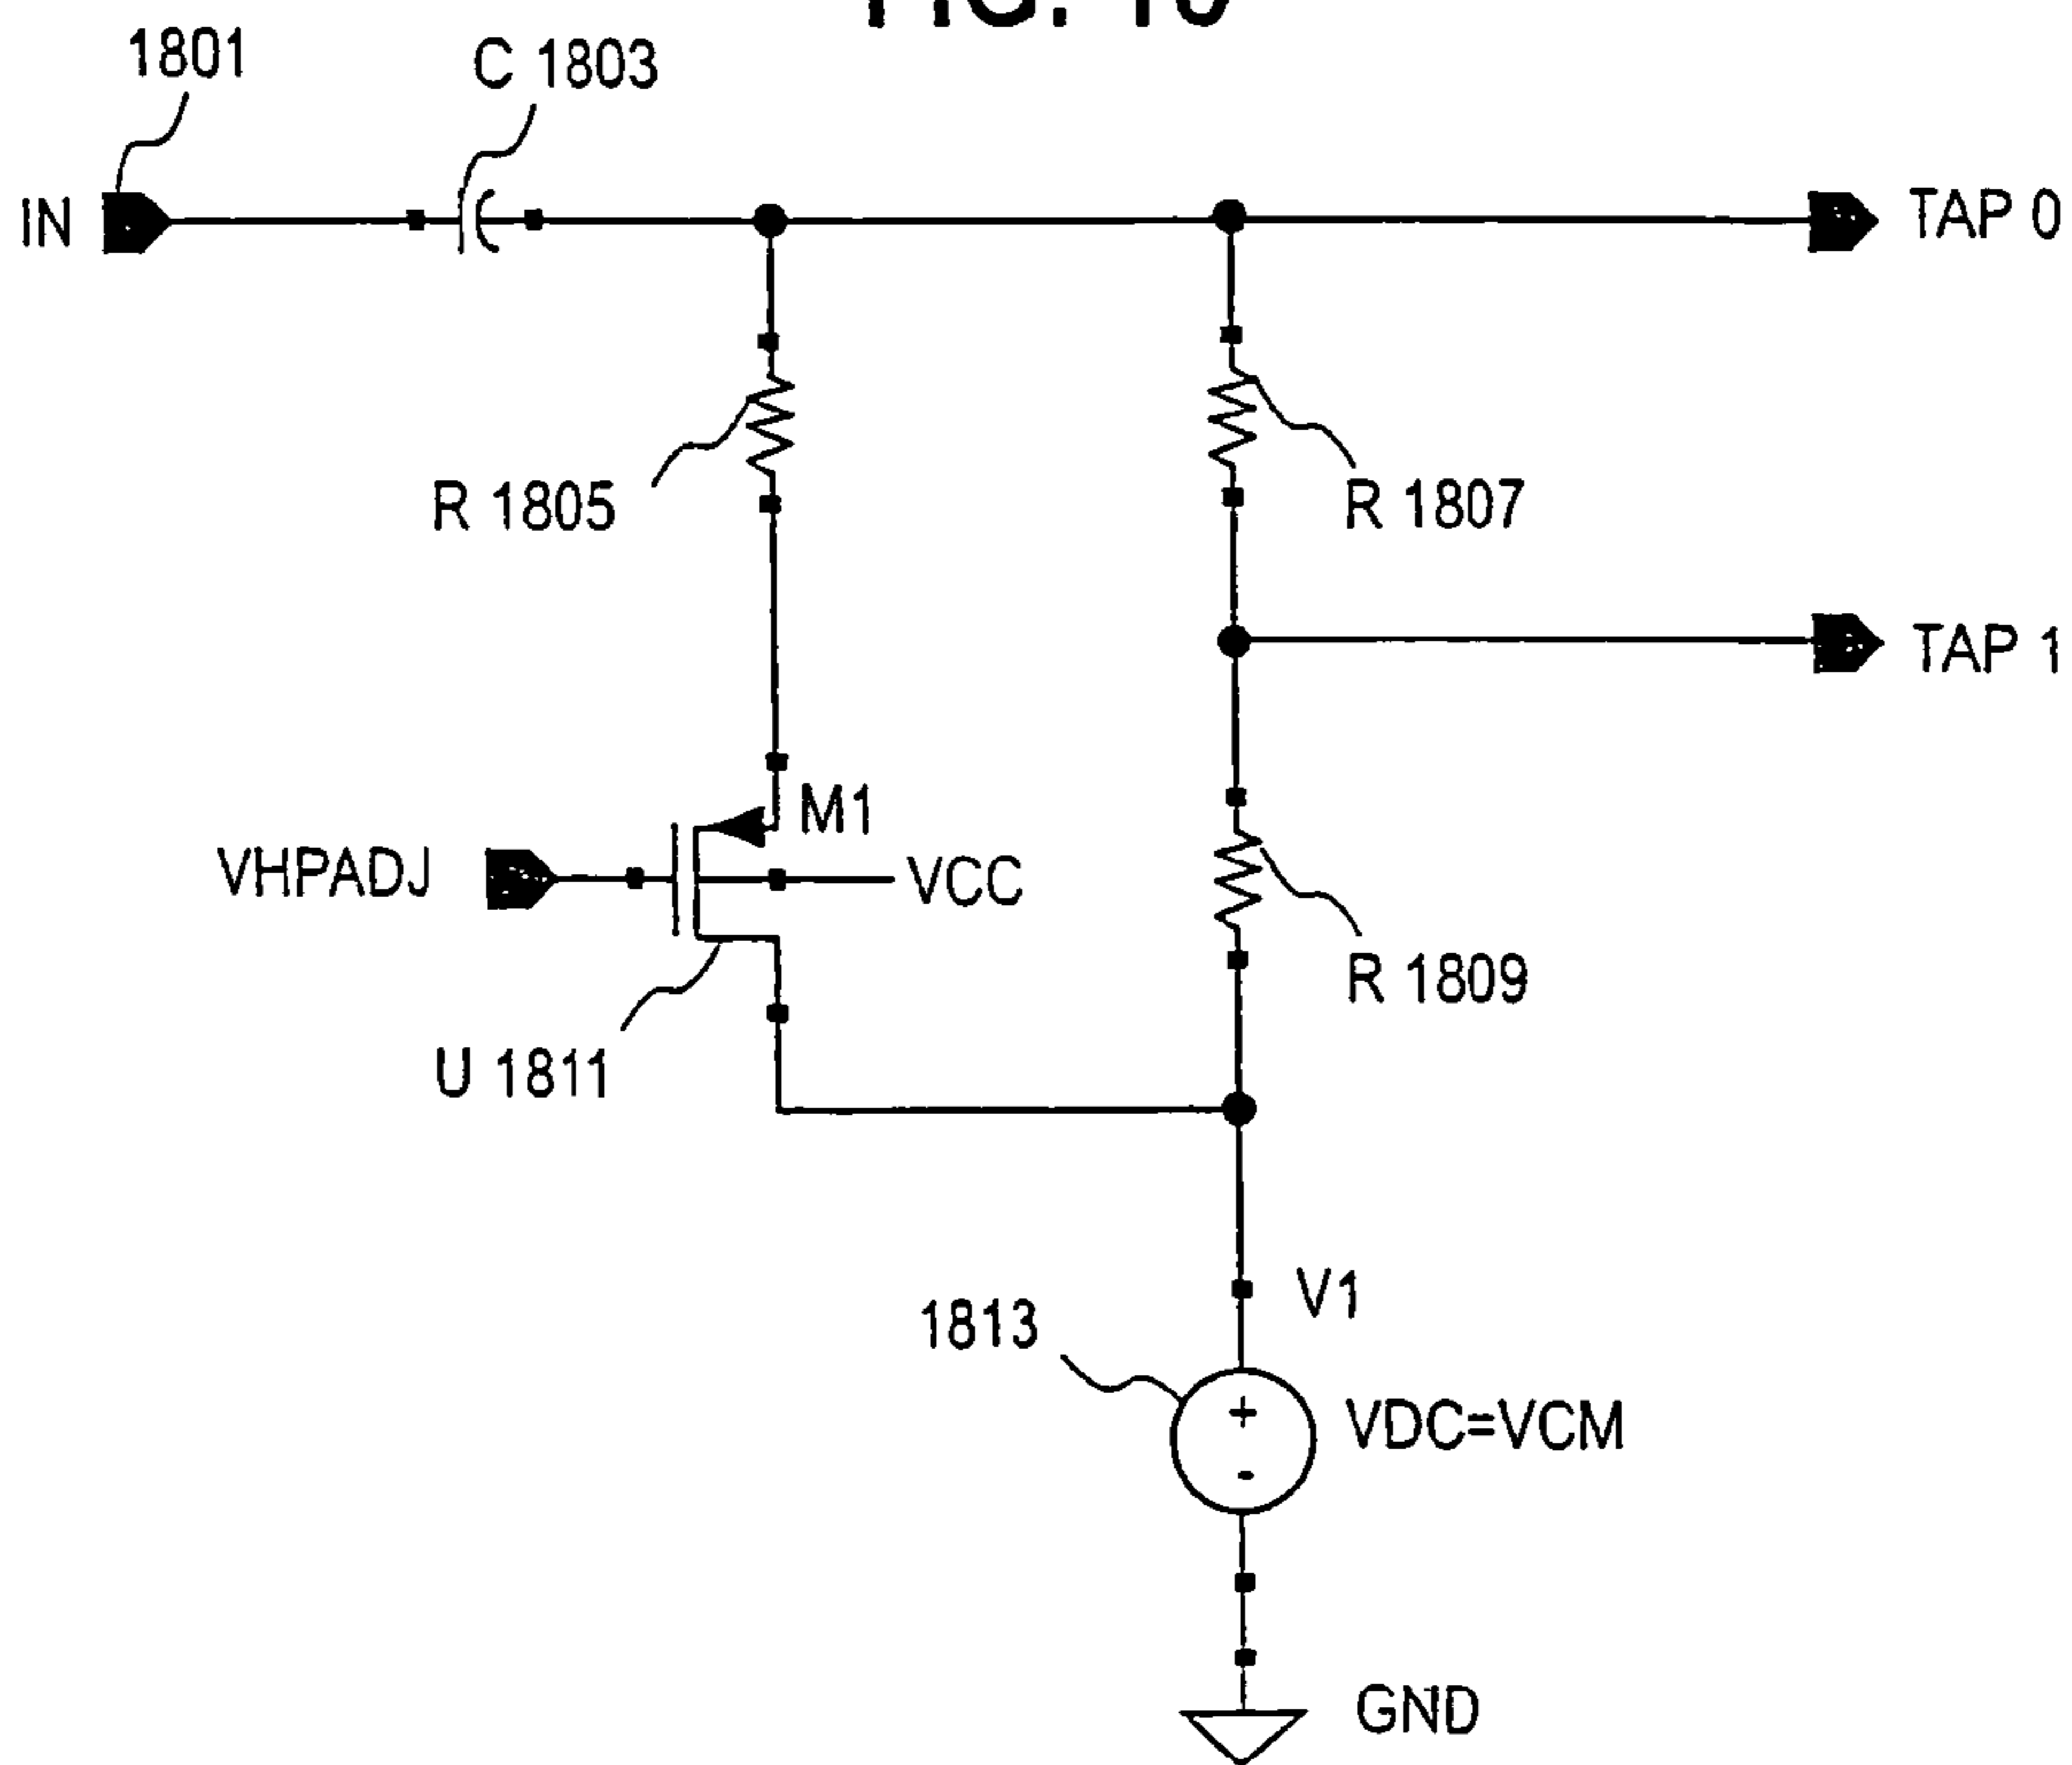 1801
C 1803
IN
TAP 0
R 1805
R 1807
TAP 1
M1
VHPADJ
VCC
R 1809
U 1811
V1
1813
+
VDC=VCM
-
GND